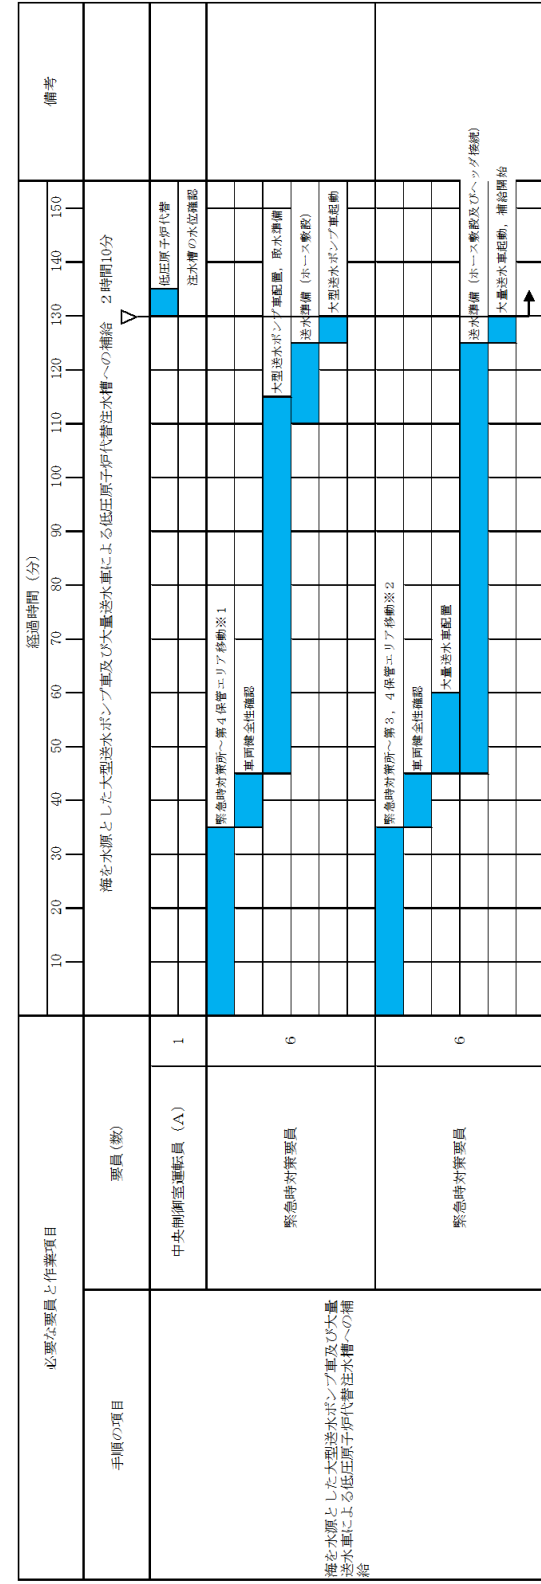 必要な要員と作業項目
経過時間（分）
備考
手順の項目
要員(数)
10 20 30 40 50 60 70 80 90 100 110 120 130 140 150
海を水源とした大型送水ポンプ車及び大量送水車による低圧原子炉代替注水槽への補給　２時間10分
海を水源とした大型送水ポンプ車及び大量
送水車による低圧原子炉代替注水槽への補
給
中央制御室運転員（Ａ）
1
低圧原子炉代替
注水槽の水位確認
緊急時対策要員
6
緊急時対策所～第４保管エリア移動※１
車両健全性確認
大型送水ポンプ車配置，取水準備
送水準備（ホース敷設）
大型送水ポンプ車起動
緊急時対策要員
6
緊急時対策所～第３，４保管エリア移動※２
車両健全性確認
大量送水車配置
送水準備（ホース敷設及びヘッダ接続）
大量送水車起動，補給開始